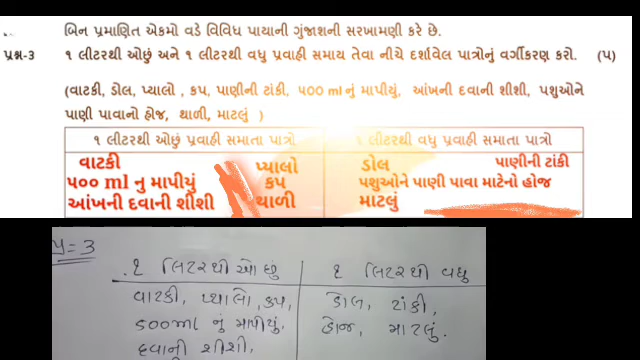 બિન પ્રમાણિત એકમો વડે વિવિધ પાયાની ગુંજાશની સરખામણી કરે છે.
પ્રશ્ન-3 ૧ લીટરથી ઓછું અને ૧ લીટરથી વધુ પ્રવાહી સમાય તેવા નીચે દર્શાવેલ પાત્રોનું વર્ગીકરણ કરો. (૫)
(વાટકી, ડોલ, પ્યાલો, કપ, પાણીની ટાંકી, ૫૦૦ ml નું માપીયું, આંખની દવાની શીશી, પશુઓને
પાણી પાવાનો હોજ, થાળી, માટલું )
૧ લીટરથી ઓછું પ્રવાહી સમાતા પાત્રો ૧ લીટરથી વધુ પ્રવાહી સમાતા પાત્રો
વાટકી પ્યાલો ડોલ પાણીની ટાંકી
૫૦૦ ml નુ માપીયું કપ પશુઓને પાણી પાવા માટેનો હોજ
આંખની દવાની શીશી થાળી માટલું
પ્ર=3
.૧ લિટરથી ઓછું ૧ લિટરથી વધુ
વાટકી, પ્યાલો, કપ, ડોલ, ટાંકી,
500ml નું માપીયું, હોજ, માટલું.
દવાની શીશી,